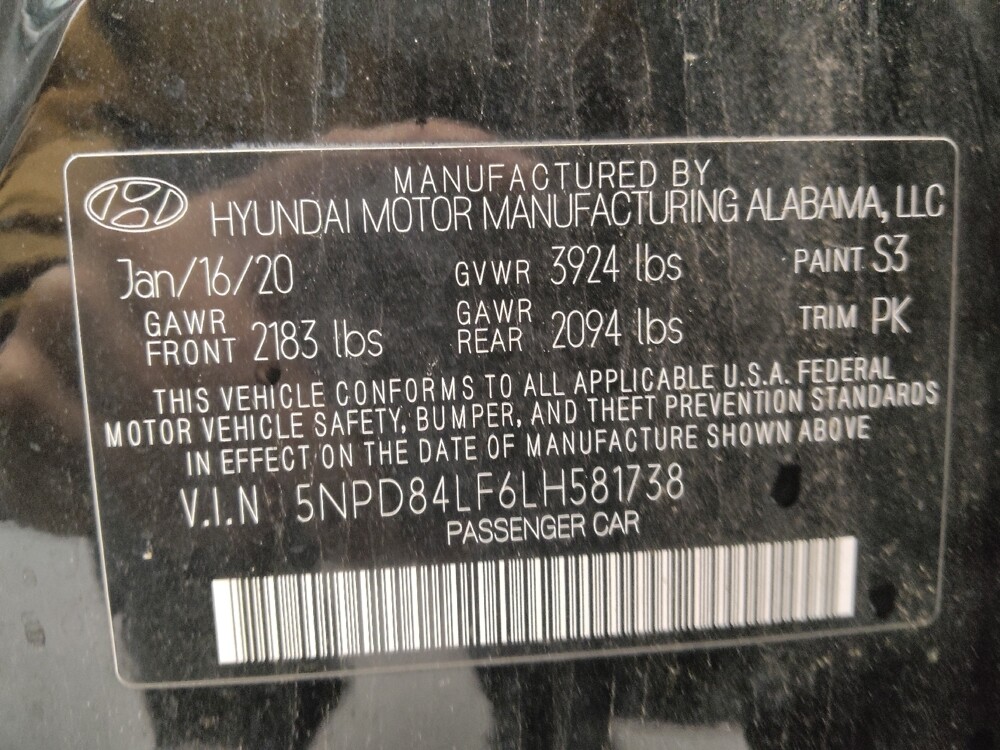 MANUFACTURED BY
HYUNDAI MOTOR MANUFACTURING ALABAMA, LLC
Jan/16/20 GVWR 3924 lbs PAINT S3
GAWR FRONT 2183 lbs GAWR REAR 2094 lbs TRIM PK
THIS VEHICLE CONFORMS TO ALL APPLICABLE U.S.A. FEDERAL
MOTOR VEHICLE SAFETY, BUMPER, AND THEFT PREVENTION STANDARDS
IN EFFECT ON THE DATE OF MANUFACTURE SHOWN ABOVE
V.I.N 5NPD84LF6LH581738
PASSENGER CAR